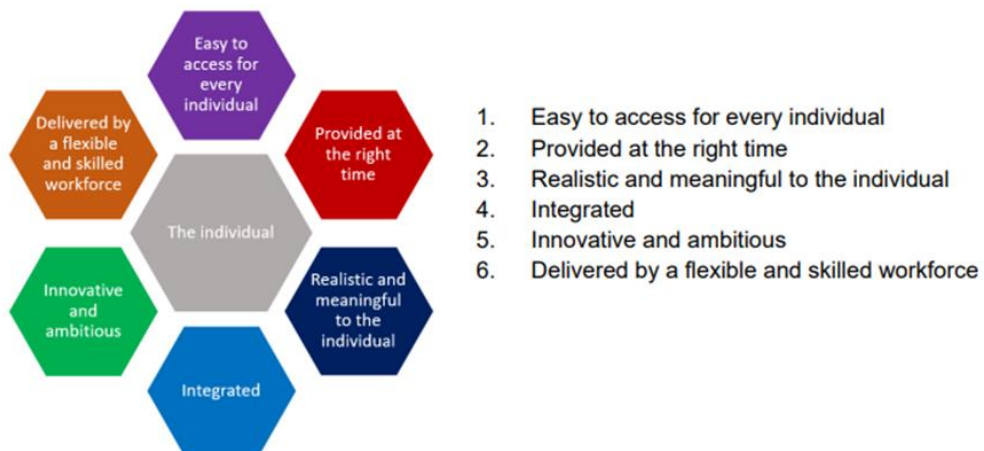 Easy to
access for
every
individual
Delivered by
a flexible
and skilled
workforce
Provided at
the right
time
The individual
Innovative
and
ambitious
Realistic and
meaningful
to the
individual
Integrated
1. Easy to access for every individual
2. Provided at the right time
3. Realistic and meaningful to the individual
4. Integrated
5. Innovative and ambitious
6. Delivered by a flexible and skilled workforce